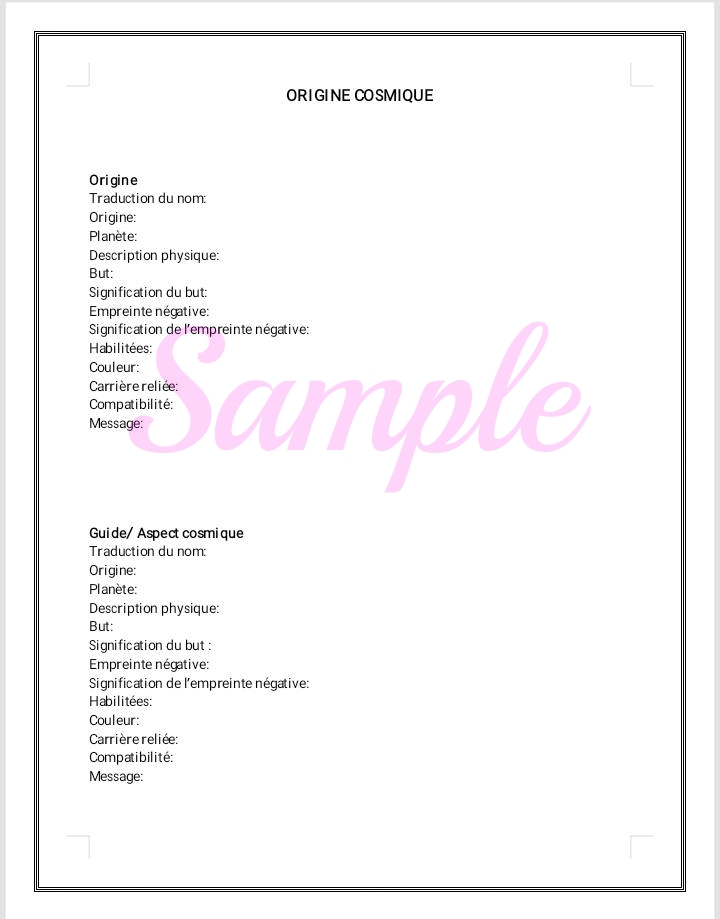 ORIGINE COSMIQUE
Origine
Traduction du nom:
Origine:
Planète:
Description physique:
But:
Signification du but:
Empreinte négative:
Signification de l’empreinte négative:
Habilitées:
Couleur:
Carrière reliée:
Compatibilité:
Message:
Sample
Guide/ Aspect cosmique
Traduction du nom:
Origine:
Planète:
Description physique:
But:
Signification du but :
Empreinte négative:
Signification de l’empreinte négative:
Habilitées:
Couleur:
Carrière reliée:
Compatibilité:
Message: